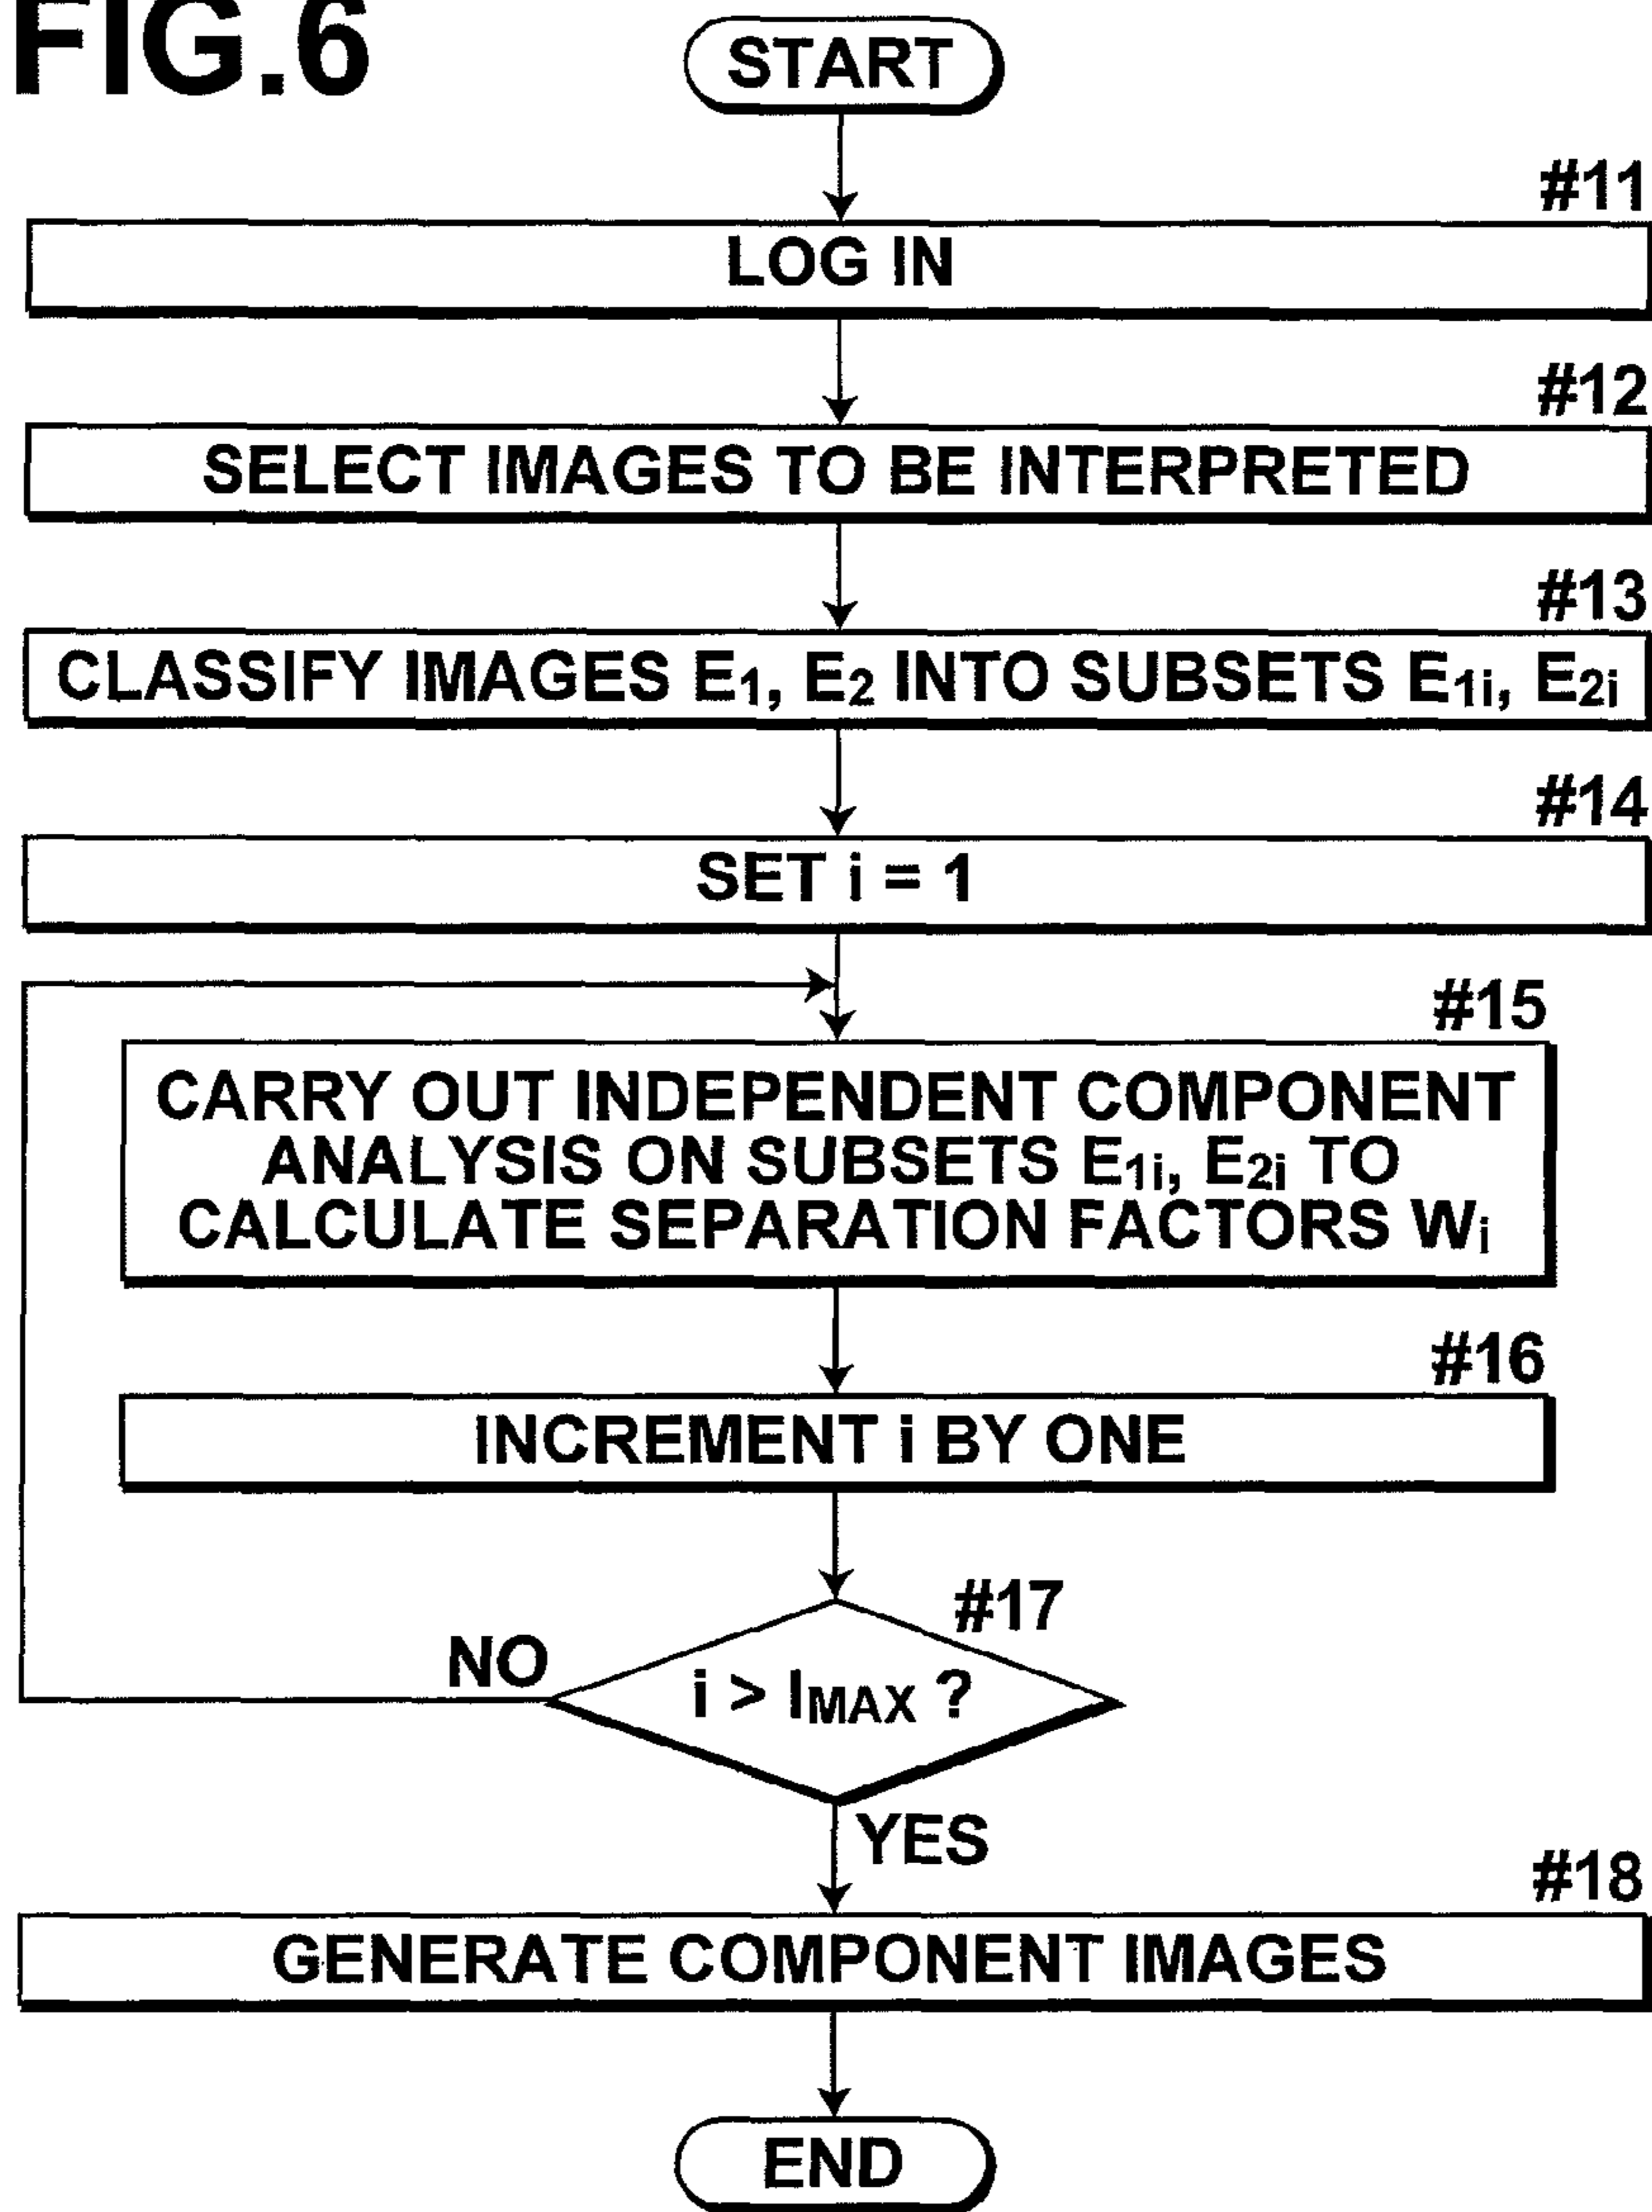 FIG.6
START
#11
LOG IN
#12
SELECT IMAGES TO BE INTERPRETED
#13
CLASSIFY IMAGES E1, E2 INTO SUBSETS E1i, E2i
#14
SET i = 1
#15
CARRY OUT INDEPENDENT COMPONENT
ANALYSIS ON SUBSETS E1i, E2i TO
CALCULATE SEPARATION FACTORS Wi
#16
INCREMENT i BY ONE
#17
NO
i > IMAX ?
YES
#18
GENERATE COMPONENT IMAGES
END